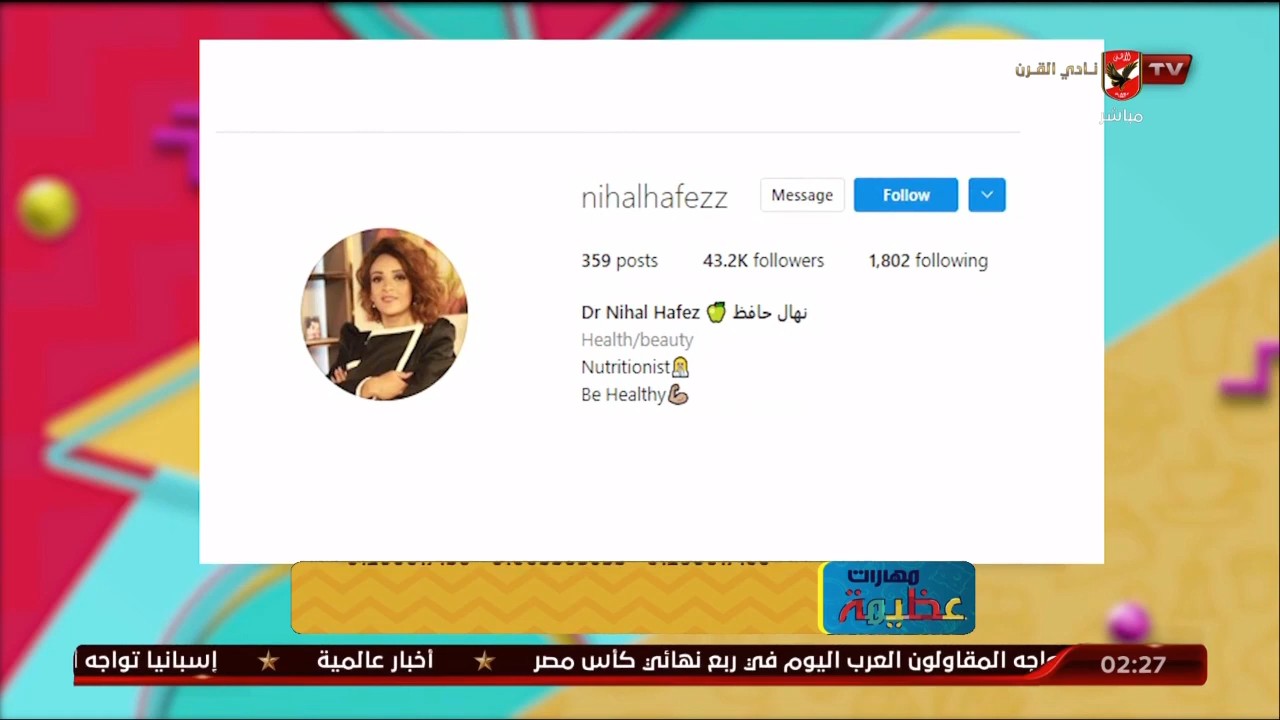 نادي القرن
TV
مباشر
nihalhafezz
Message
Follow
359 posts
43.2K followers
1,802 following
Dr Nihal Hafez 🍏 نهال حافظ
Health/beauty
Nutritionist👩‍🔬
Be Healthy💪🏽
مهارات
عظيمة
المقاولون العرب اليوم في ربع نهائي كأس مصر ★ أخبار عالمية ★ إسبانيا تواجه
02:27